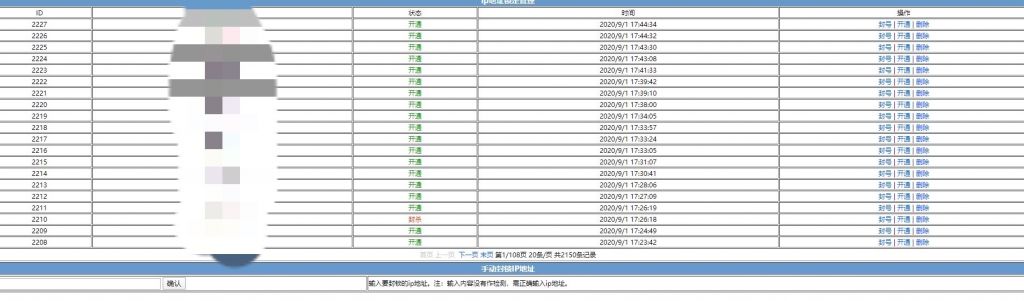 ip地址锁定管理
ID 状态 时间 操作
2227 开通 2020/9/1 17:44:34 封号 | 开通 | 删除
2226 开通 2020/9/1 17:44:32 封号 | 开通 | 删除
2225 开通 2020/9/1 17:43:30 封号 | 开通 | 删除
2224 开通 2020/9/1 17:43:08 封号 | 开通 | 删除
2223 开通 2020/9/1 17:41:33 封号 | 开通 | 删除
2222 开通 2020/9/1 17:39:42 封号 | 开通 | 删除
2221 开通 2020/9/1 17:39:10 封号 | 开通 | 删除
2220 开通 2020/9/1 17:38:00 封号 | 开通 | 删除
2219 开通 2020/9/1 17:34:05 封号 | 开通 | 删除
2218 开通 2020/9/1 17:33:57 封号 | 开通 | 删除
2217 开通 2020/9/1 17:33:24 封号 | 开通 | 删除
2216 开通 2020/9/1 17:33:05 封号 | 开通 | 删除
2215 开通 2020/9/1 17:31:07 封号 | 开通 | 删除
2214 开通 2020/9/1 17:30:41 封号 | 开通 | 删除
2213 开通 2020/9/1 17:28:06 封号 | 开通 | 删除
2212 开通 2020/9/1 17:27:09 封号 | 开通 | 删除
2211 开通 2020/9/1 17:26:19 封号 | 开通 | 删除
2210 封杀 2020/9/1 17:26:18 封号 | 开通 | 删除
2209 开通 2020/9/1 17:24:49 封号 | 开通 | 删除
2208 开通 2020/9/1 17:23:42 封号 | 开通 | 删除
首页 上一页 下一页 末页 第1/108页 20条/页 共2150条记录
手动封锁IP地址
确认 输入要封锁的ip地址。注：输入内容没有作检测，需正确输入ip地址。